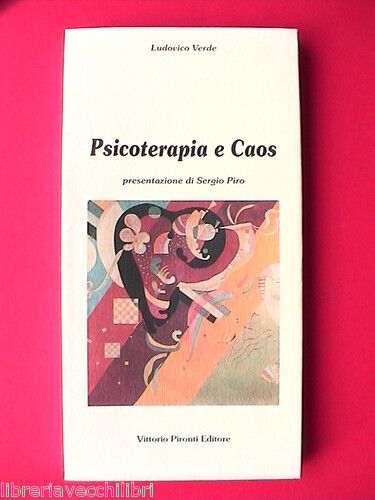 Ludovico Verde
Psicoterapia e Caos
presentazione di Sergio Piro
Vittorio Pironti Editore
libreriavecchilibri